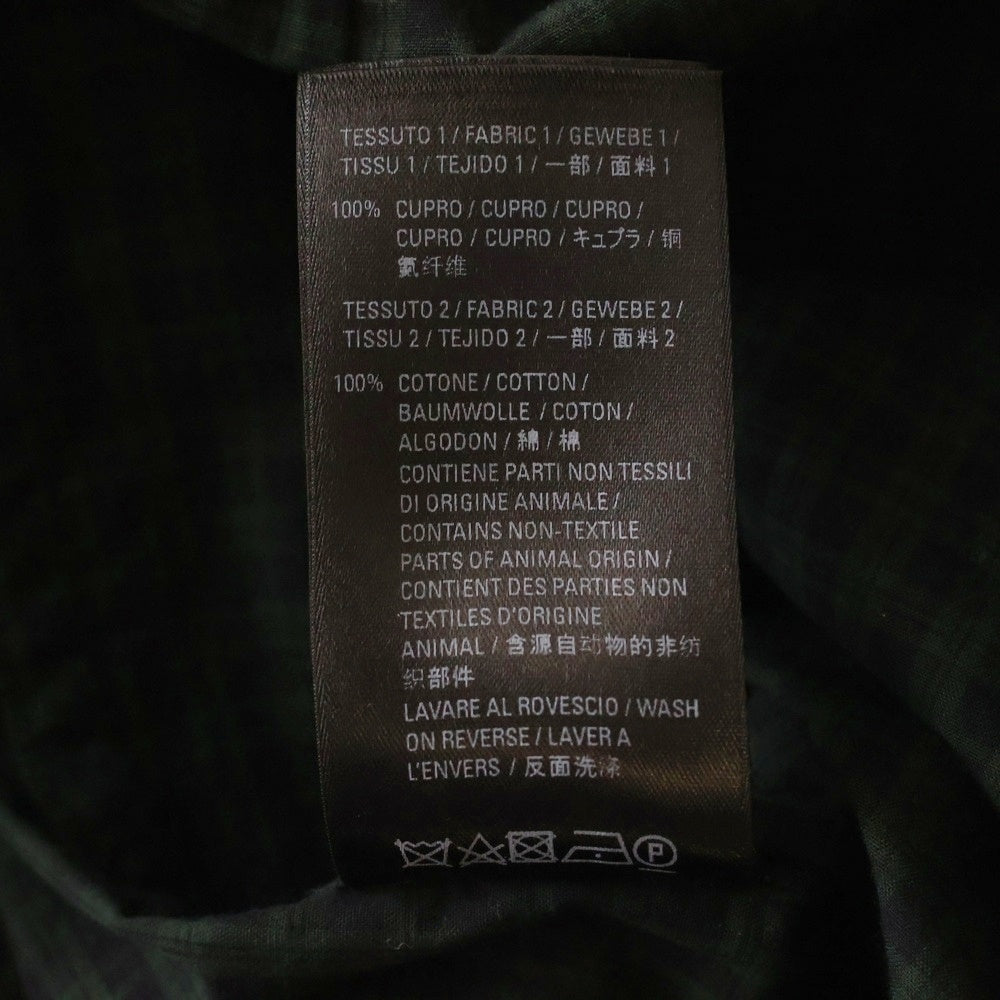 TESSUTO 1 / FABRIC 1 / GEWEBE 1 /
TISSU 1 / TEJIDO 1 / 一部 / 面料 1
100% CUPRO / CUPRO / CUPRO /
CUPRO / CUPRO / キュプラ / 铜
氨纤维
TESSUTO 2 / FABRIC 2 / GEWEBE 2 /
TISSU 2 / TEJIDO 2 / 一部 / 面料 2
100% COTONE / COTTON /
BAUMWOLLE / COTON /
ALGODON / 綿 / 棉
CONTIENE PARTI NON TESSILI
DI ORIGINE ANIMALE /
CONTAINS NON-TEXTILE
PARTS OF ANIMAL ORIGIN /
CONTIENT DES PARTIES NON
TEXTILES D'ORIGINE
ANIMAL / 含源自动物的非纺
织部件
LAVARE AL ROVESCIO / WASH
ON REVERSE / LAVER A
L'ENVERS / 反面洗涤
P